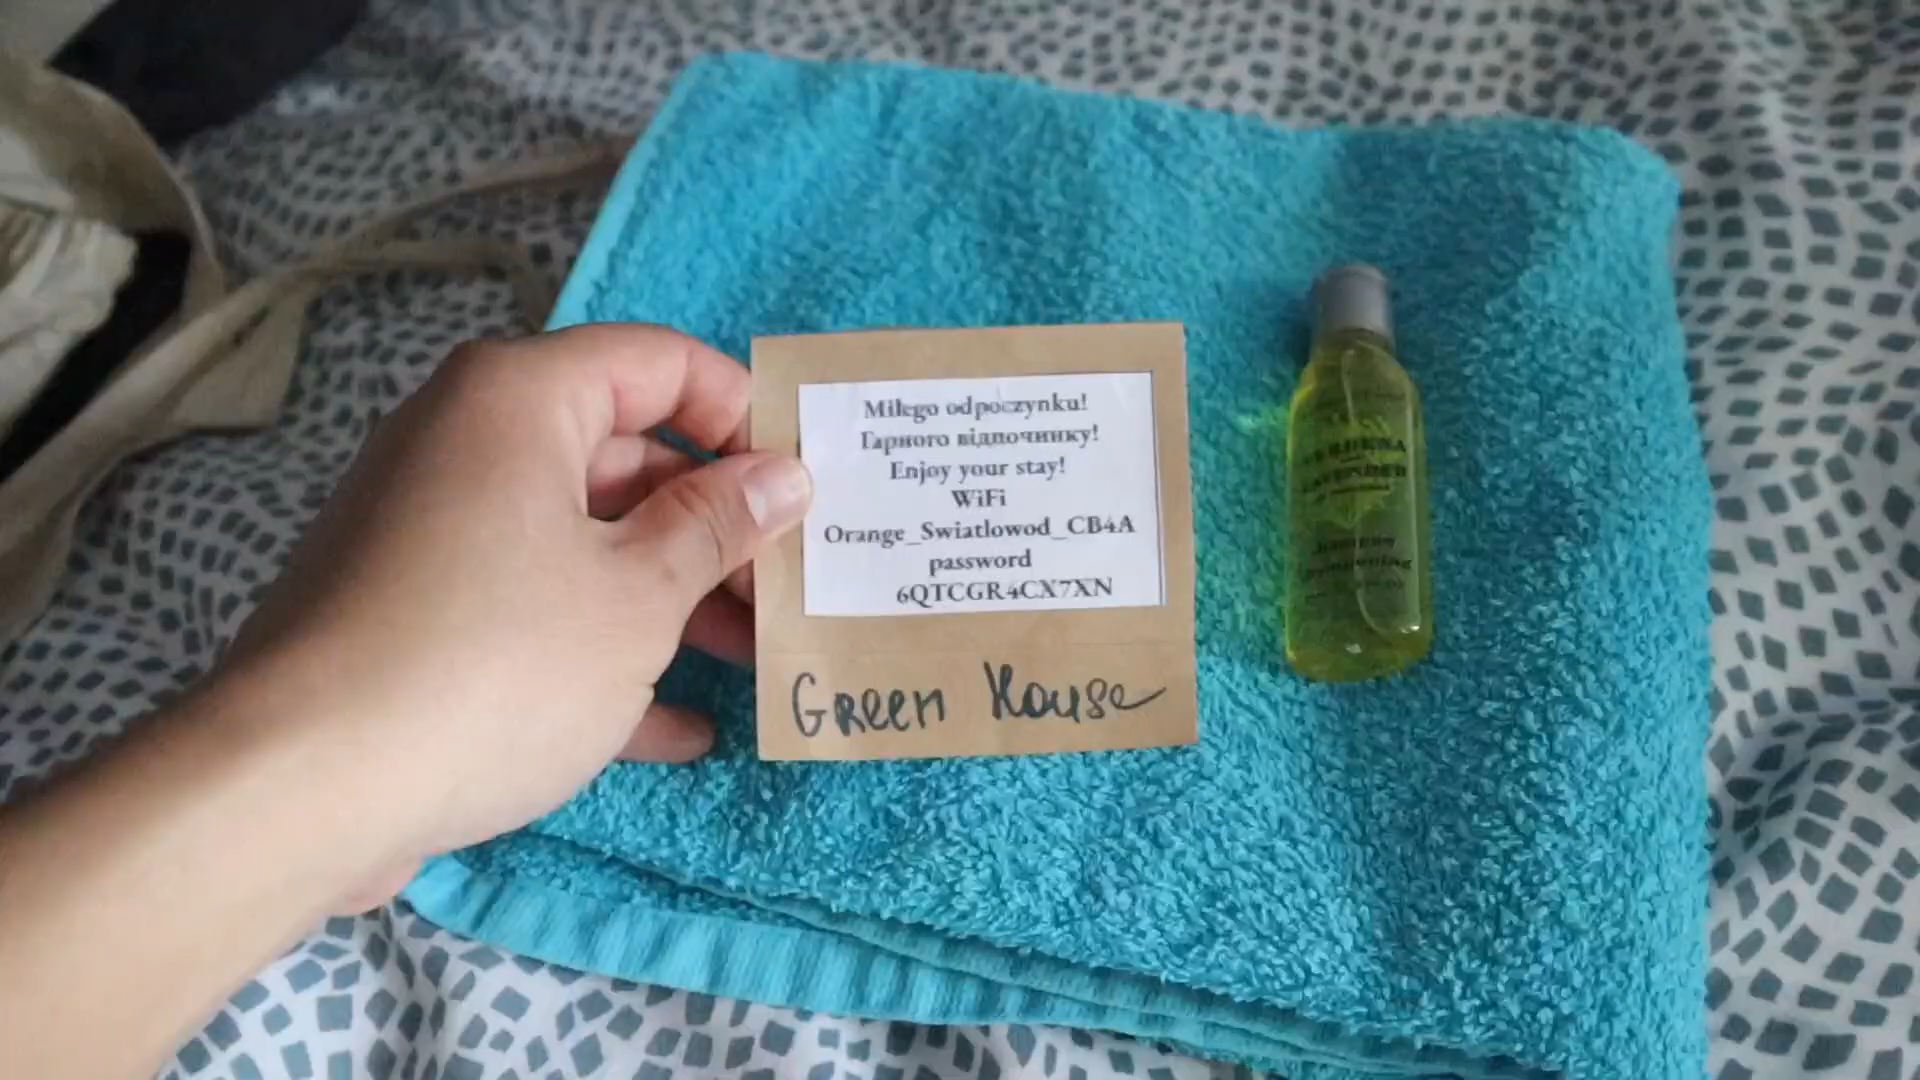 Miłego odpoczynku!
Гарного відпочинку!
Enjoy your stay!
WiFi
Orange_Swiatlowod_CB4A
password
6QTCGR4CX7XN
Green House
VERBENA
LAVENDER